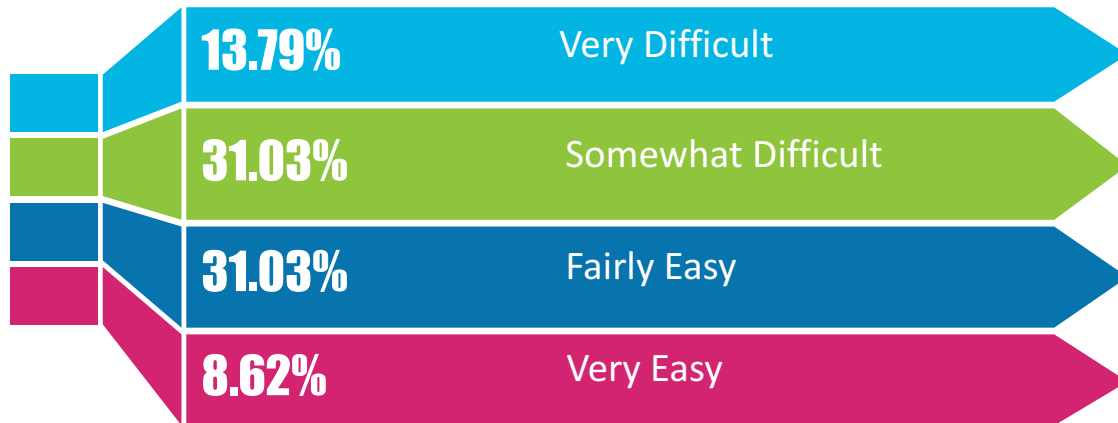 13.79% Very Difficult
31.03% Somewhat Difficult
31.03% Fairly Easy
8.62% Very Easy